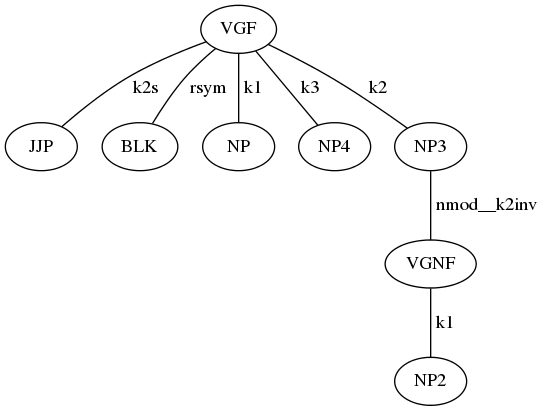 VGF
k2s rsym k1 k3 k2
JJP BLK NP NP4 NP3
nmod__k2inv
VGNF
k1
NP2